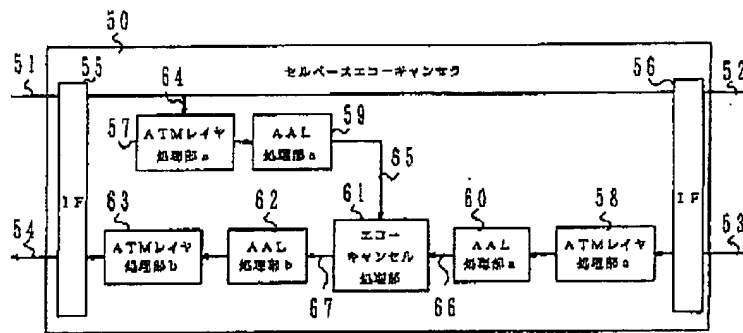 50
セルベースエコーキャンセラ
51
55
64
56
52
57
ATMレイヤ
処理部a
AAL
処理部a
59
65
IF
IF
63
62
61
60
58
54
ATMレイヤ
処理部b
AAL
処理部b
エコー
キャンセル
処理部
AAL
処理部a
ATMレイヤ
処理部a
53
67
66